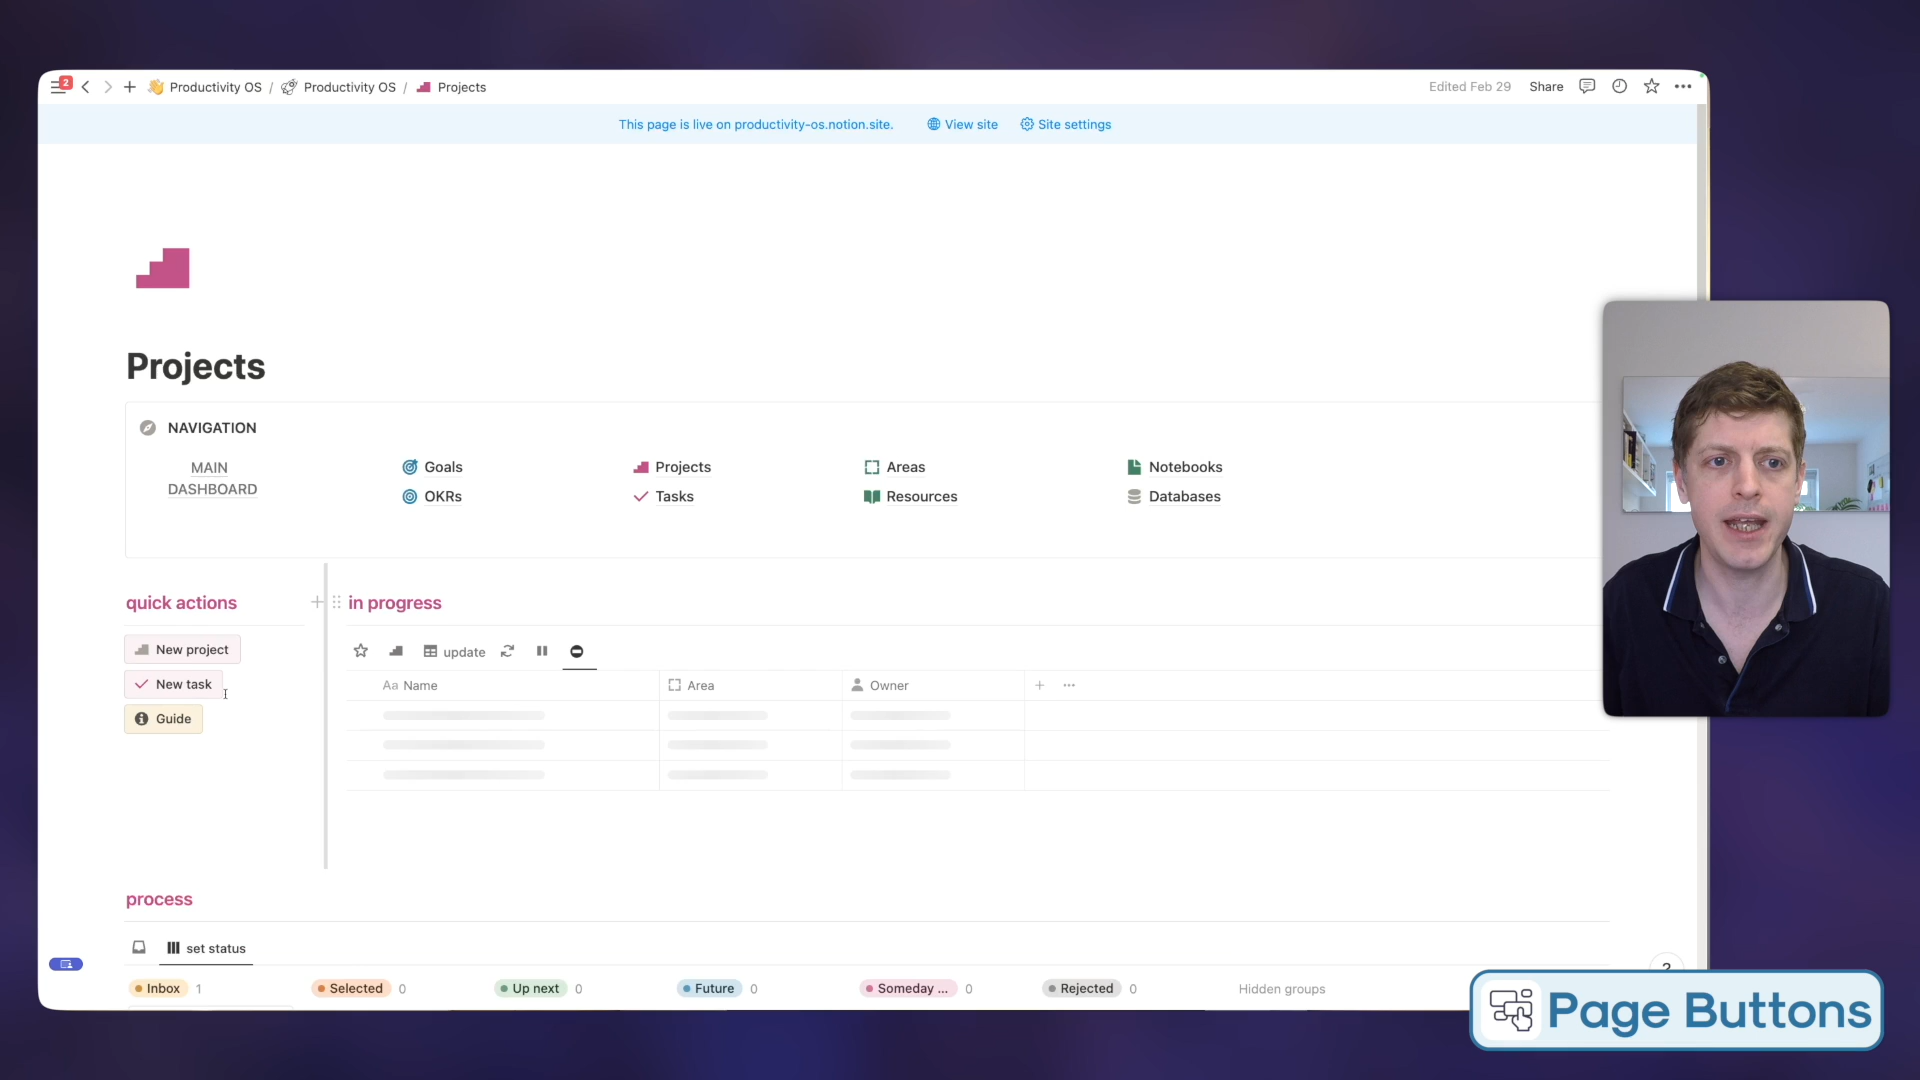 2
Productivity OS / Productivity OS / Projects
Edited Feb 29 Share
This page is live on productivity-os.notion.site. View site Site settings
Projects
NAVIGATION
MAIN DASHBOARD
Goals
OKRs
Projects
Tasks
Areas
Resources
Notebooks
Databases
quick actions
New project
New task
Guide
in progress
update
Aa Name Area Owner
process
set status
Inbox 1 Selected 0 Up next 0 Future 0 Someday ... 0 Rejected 0 Hidden groups
?
Page Buttons